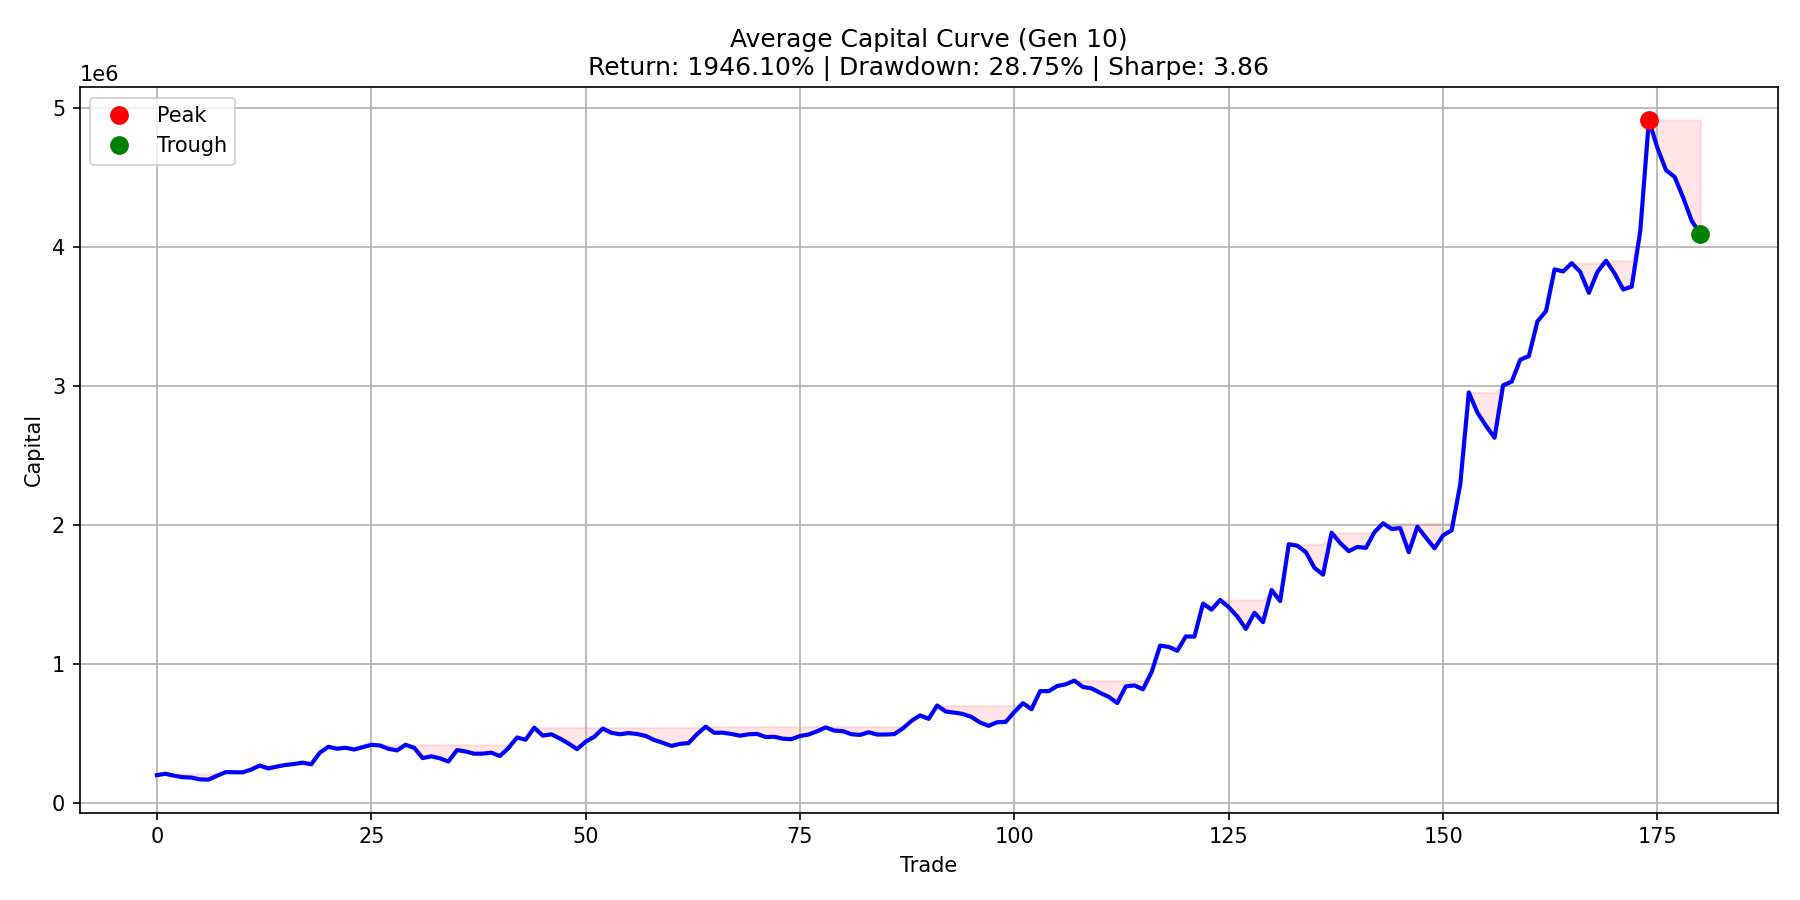 Average Capital Curve (Gen 10)
Return: 1946.10% | Drawdown: 28.75% | Sharpe: 3.86
1e6
Peak
Trough
5
4
3
2
1
0
Capital
0 25 50 75 100 125 150 175
Trade